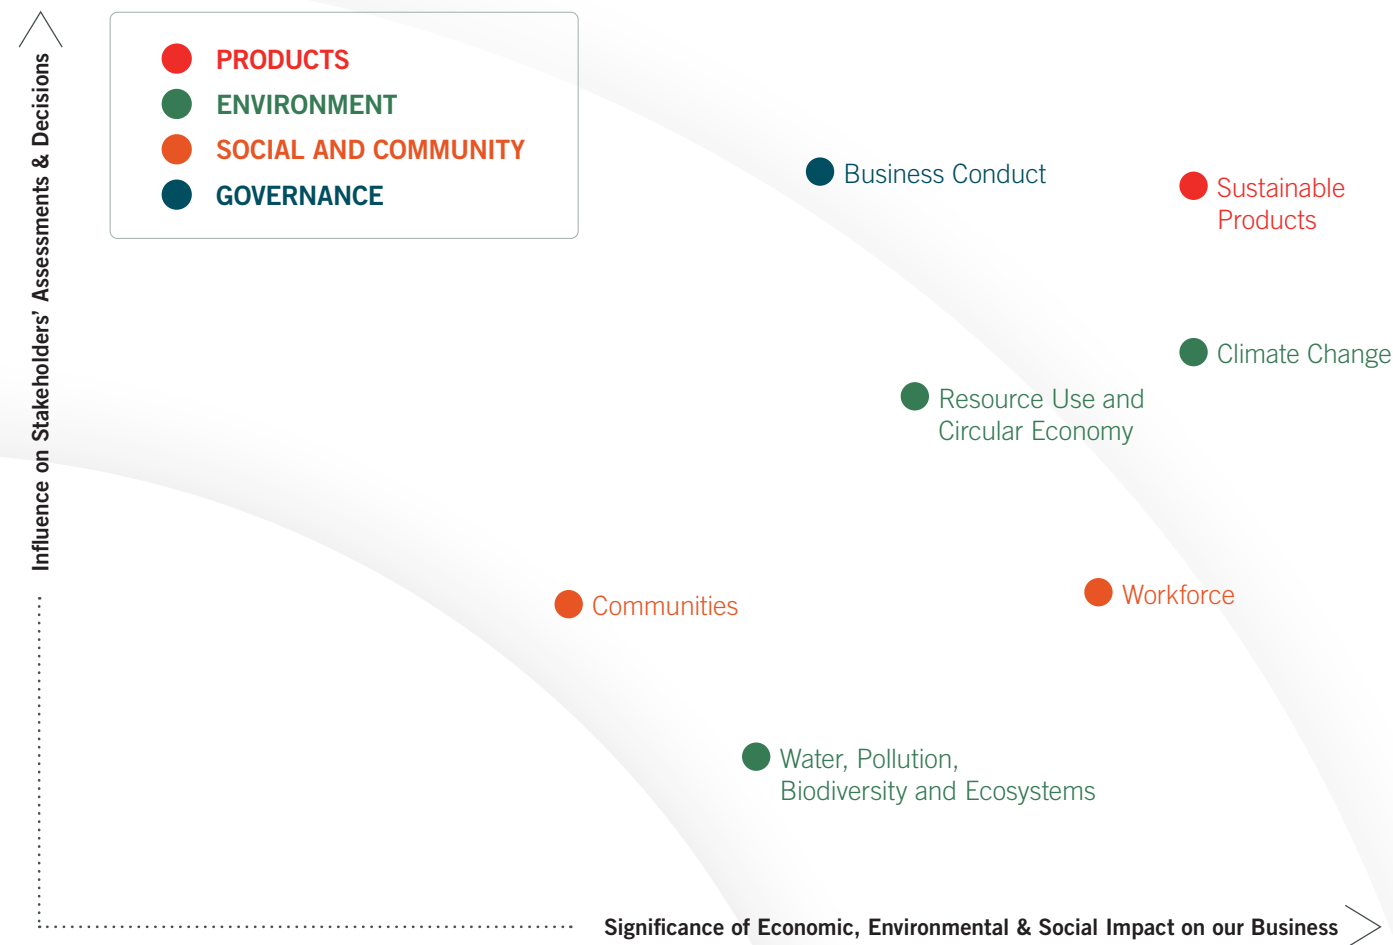 Influence on Stakeholders’ Assessments & Decisions
PRODUCTS
ENVIRONMENT
SOCIAL AND COMMUNITY
GOVERNANCE
Business Conduct
Sustainable
Products
Climate Change
Resource Use and
Circular Economy
Communities
Workforce
Water, Pollution,
Biodiversity and Ecosystems
Significance of Economic, Environmental & Social Impact on our Business